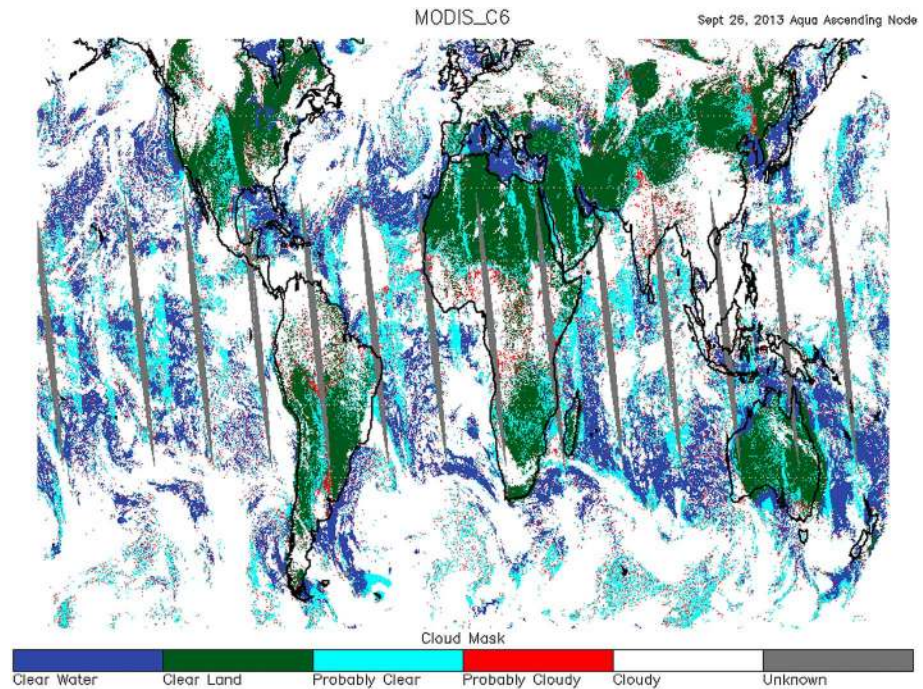 MODIS_C6
Sept 26, 2013 Aqua Ascending Node
Cloud Mask
Clear Water
Clear Land
Probably Clear
Probably Cloudy
Cloudy
Unknown